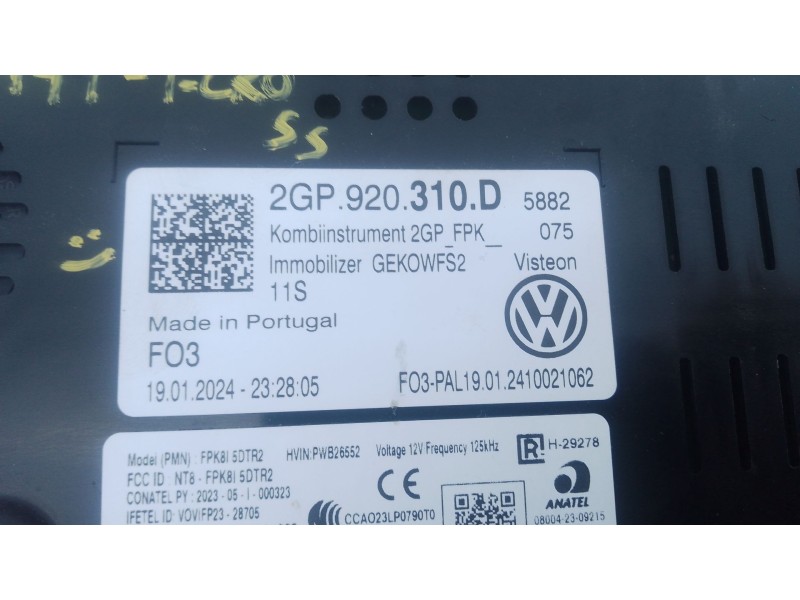 T-CRO
SS
2GP.920.310.D 5882
Kombiinstrument 2GP_FPK__ 075
Immobilizer GEKOWFS2 Visteon
11S
Made in Portugal
FO3
19.01.2024 - 23:28:05 FO3-PAL19.01.2410021062
Model (PMN) : FPK8I 5DTR2 HVIN:PWB26552 Voltage 12V Frequency 125kHz R H-29278
FCC ID : NT8 - FPK8I 5DTR2 CE
CONATEL PY : 2023 - 05 - I - 000323 ANATEL
IFETEL ID: VOVIFP23 - 28705 CCAO23LP0790T0 08004-23-09215